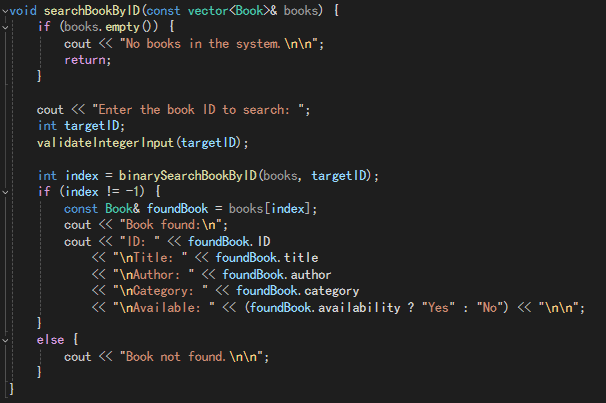 void searchBookByID(const vector<Book>& books) {
    if (books.empty()) {
        cout << "No books in the system.\n\n";
        return;
    }

    cout << "Enter the book ID to search: ";
    int targetID;
    validateIntegerInput(targetID);

    int index = binarySearchBookByID(books, targetID);
    if (index != -1) {
        const Book& foundBook = books[index];
        cout << "Book found:\n";
        cout << "ID: " << foundBook.ID
            << "\nTitle: " << foundBook.title
            << "\nAuthor: " << foundBook.author
            << "\nCategory: " << foundBook.category
            << "\nAvailable: " << (foundBook.availability ? "Yes" : "No") << "\n\n";
    }
    else {
        cout << "Book not found.\n\n";
    }
}